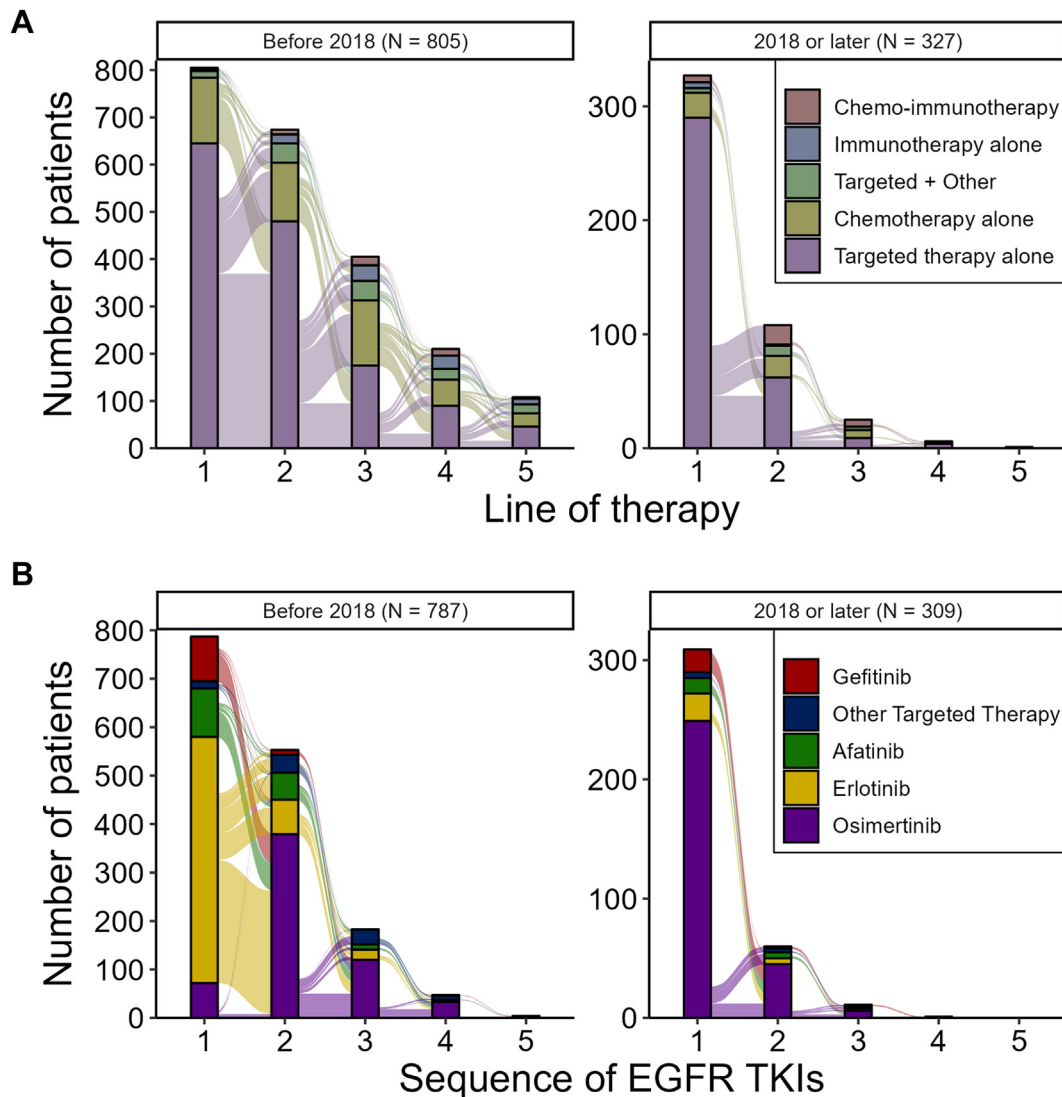 A
Before 2018 (N = 805)
2018 or later (N = 327)
Number of patients
800
700
600
500
400
300
200
100
0
1 2 3 4 5
300
200
100
0
1 2 3 4 5
Chemo-immunotherapy
Immunotherapy alone
Targeted + Other
Chemotherapy alone
Targeted therapy alone
Line of therapy
B
Before 2018 (N = 787)
2018 or later (N = 309)
Number of patients
800
700
600
500
400
300
200
100
0
1 2 3 4 5
300
200
100
0
1 2 3 4 5
Gefitinib
Other Targeted Therapy
Afatinib
Erlotinib
Osimertinib
Sequence of EGFR TKIs